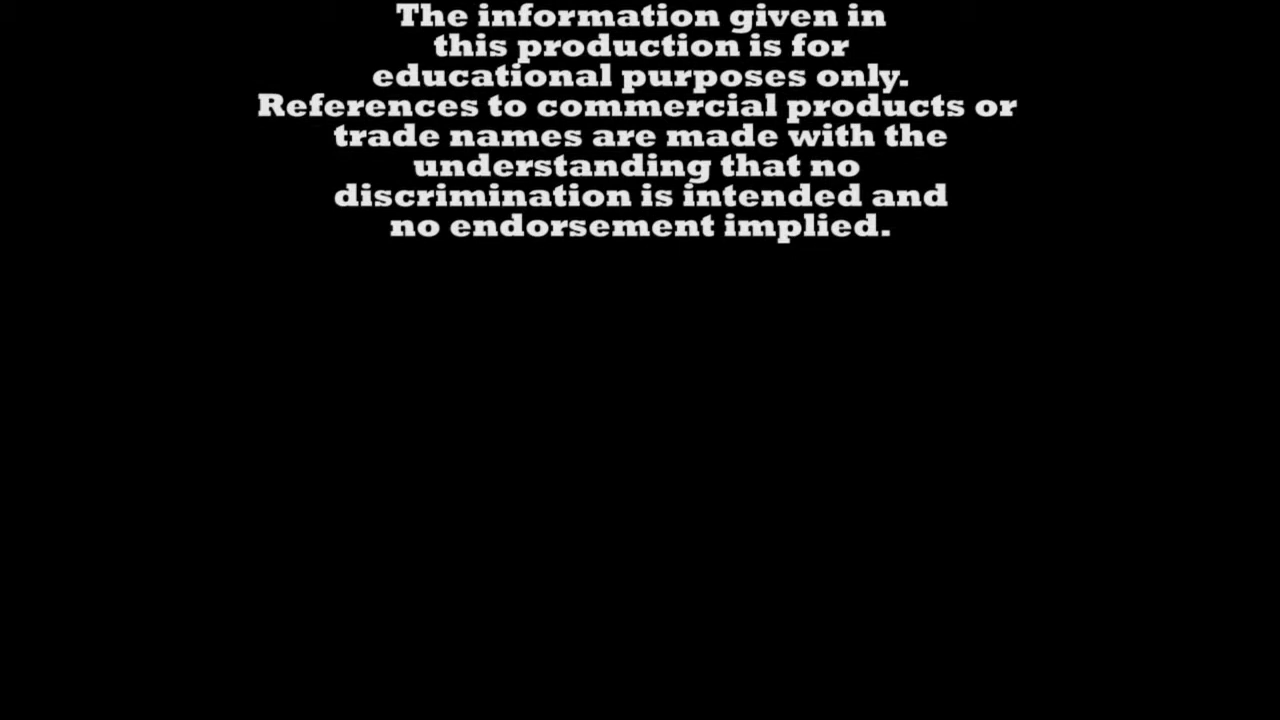 The information given in
this production is for
educational purposes only.
References to commercial products or
trade names are made with the
understanding that no
discrimination is intended and
no endorsement implied.